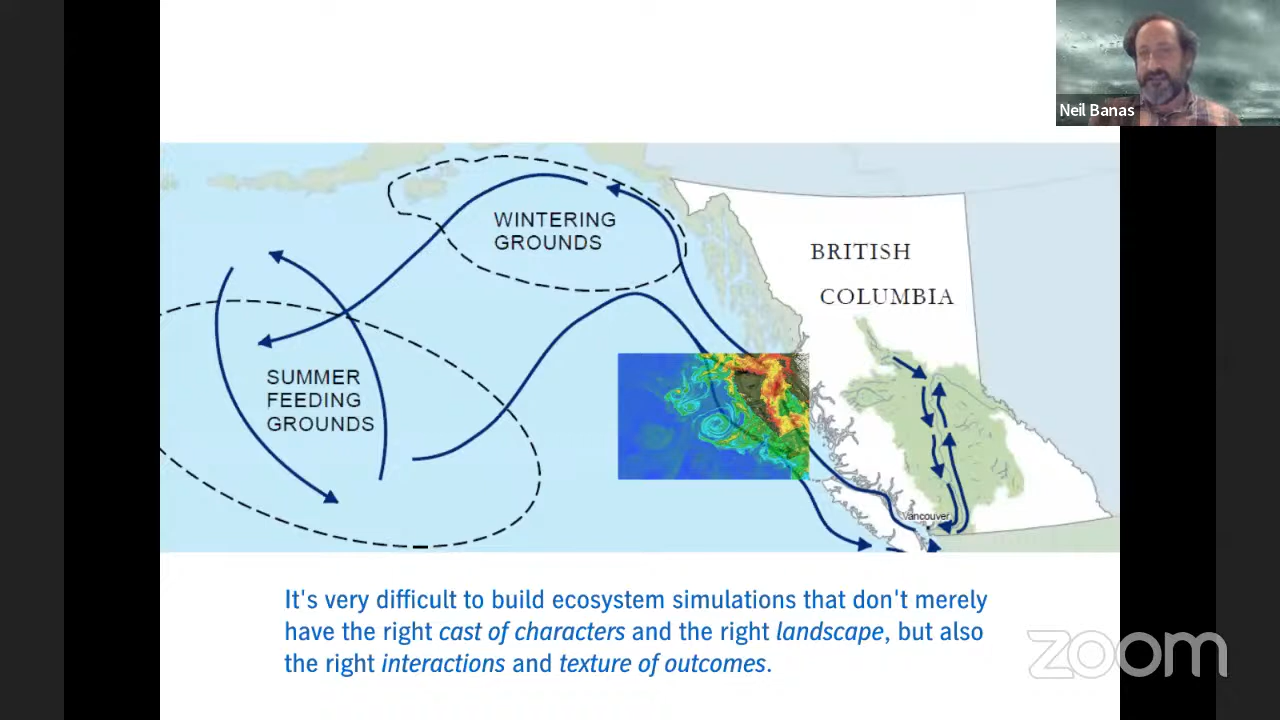 Neil Banas
WINTERING
GROUNDS
BRITISH
COLUMBIA
SUMMER
FEEDING
GROUNDS
Vancouver
It's very difficult to build ecosystem simulations that don't merely
have the right cast of characters and the right landscape, but also
the right interactions and texture of outcomes.
zoom